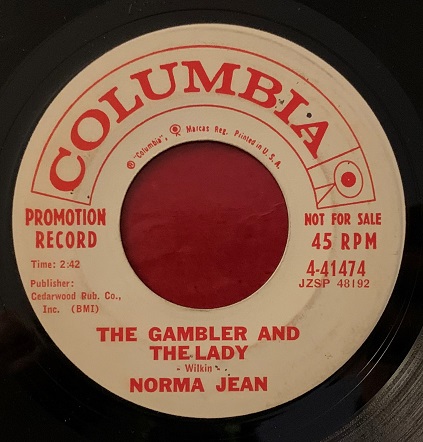 COLUMBIA
® "Columbia", Marcas Reg. Printed in U.S.A.
PROMOTION
RECORD
NOT FOR SALE
45 RPM
Time: 2:42
Publisher:
Cedarwood Pub. Co.,
Inc. (BMI)
4-41474
JZSP 48192
THE GAMBLER AND
THE LADY
- Wilkin -
NORMA JEAN